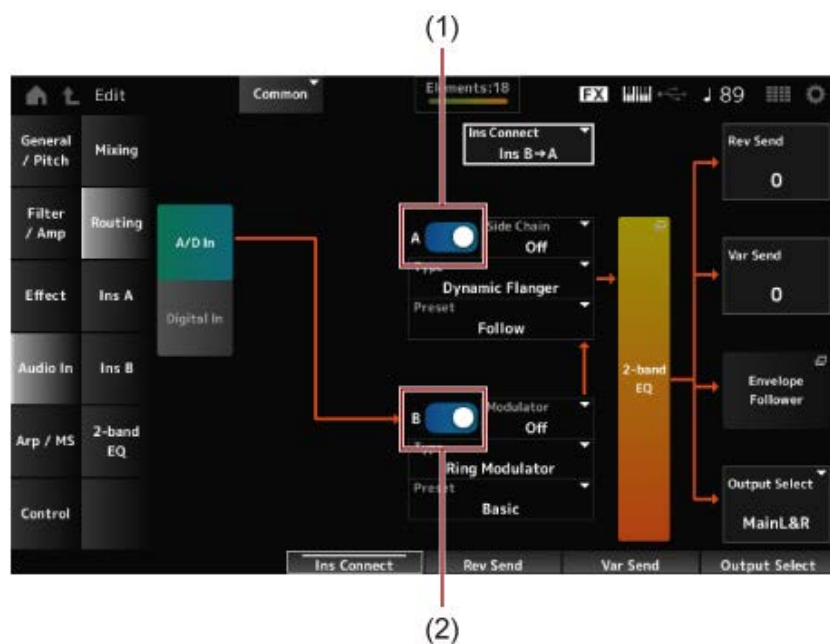 (1)
Edit
Common
Elements:18
FX
♩ 89
General
/ Pitch
Mixing
Ins Connect
Ins B→A
Rev Send
0
Filter
/ Amp
Routing
A/D In
A
Side Chain
Off
Type
Dynamic Flanger
Preset
Follow
Var Send
0
Effect
Ins A
Digital In
Audio In
Ins B
2-band
EQ
Envelope
Follower
B
Modulator
Off
Type
Ring Modulator
Preset
Basic
Arp / MS
2-band
EQ
Control
Output Select
MainL&R
Ins Connect
Rev Send
Var Send
Output Select
(2)